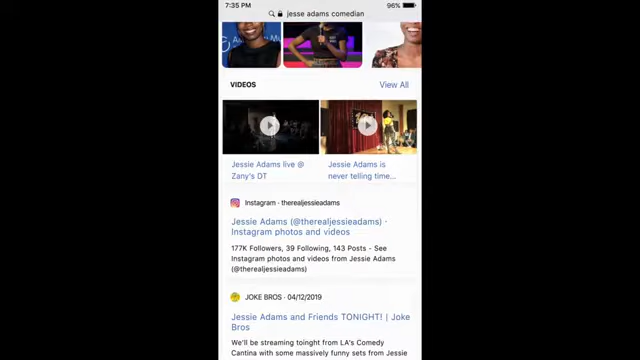 7:35 PM
96%
jesse adams comedian
VIDEOS
View All
Jessie Adams live @
Zany's DT
Jessie Adams is
never telling time...
Instagram · therealjessieadams
Jessie Adams (@therealjessieadams) ·
Instagram photos and videos
177K Followers, 39 Following, 143 Posts - See
Instagram photos and videos from Jessie Adams
(@therealjessieadams)
JOKE BROS · 04/12/2019
Jessie Adams and Friends TONIGHT! | Joke
Bros
We'll be streaming toinght from LA's Comedy
Cantina with some massively funny sets from Jessie